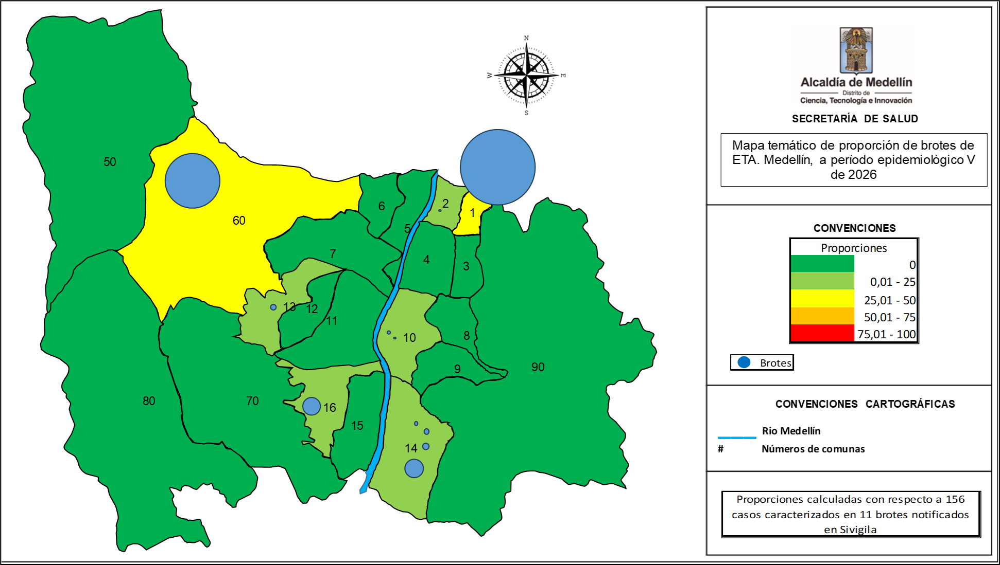 N
W
E
S
50
60
6
5
2
1
7
4
3
13
12
11
10
8
9
90
80
70
16
15
14
Alcaldía de Medellín
Distrito de
Ciencia, Tecnología e Innovación
SECRETARÍA DE SALUD
Mapa temático de proporción de brotes de
ETA. Medellín, a período epidemiológico V
de 2026
CONVENCIONES
Proporciones
0
0,01 - 25
25,01 - 50
50,01 - 75
75,01 - 100
Brotes
CONVENCIONES CARTOGRÁFICAS
Rio Medellín
# Números de comunas
Proporciones calculadas con respecto a 156
casos caracterizados en 11 brotes notificados
en Sivigila